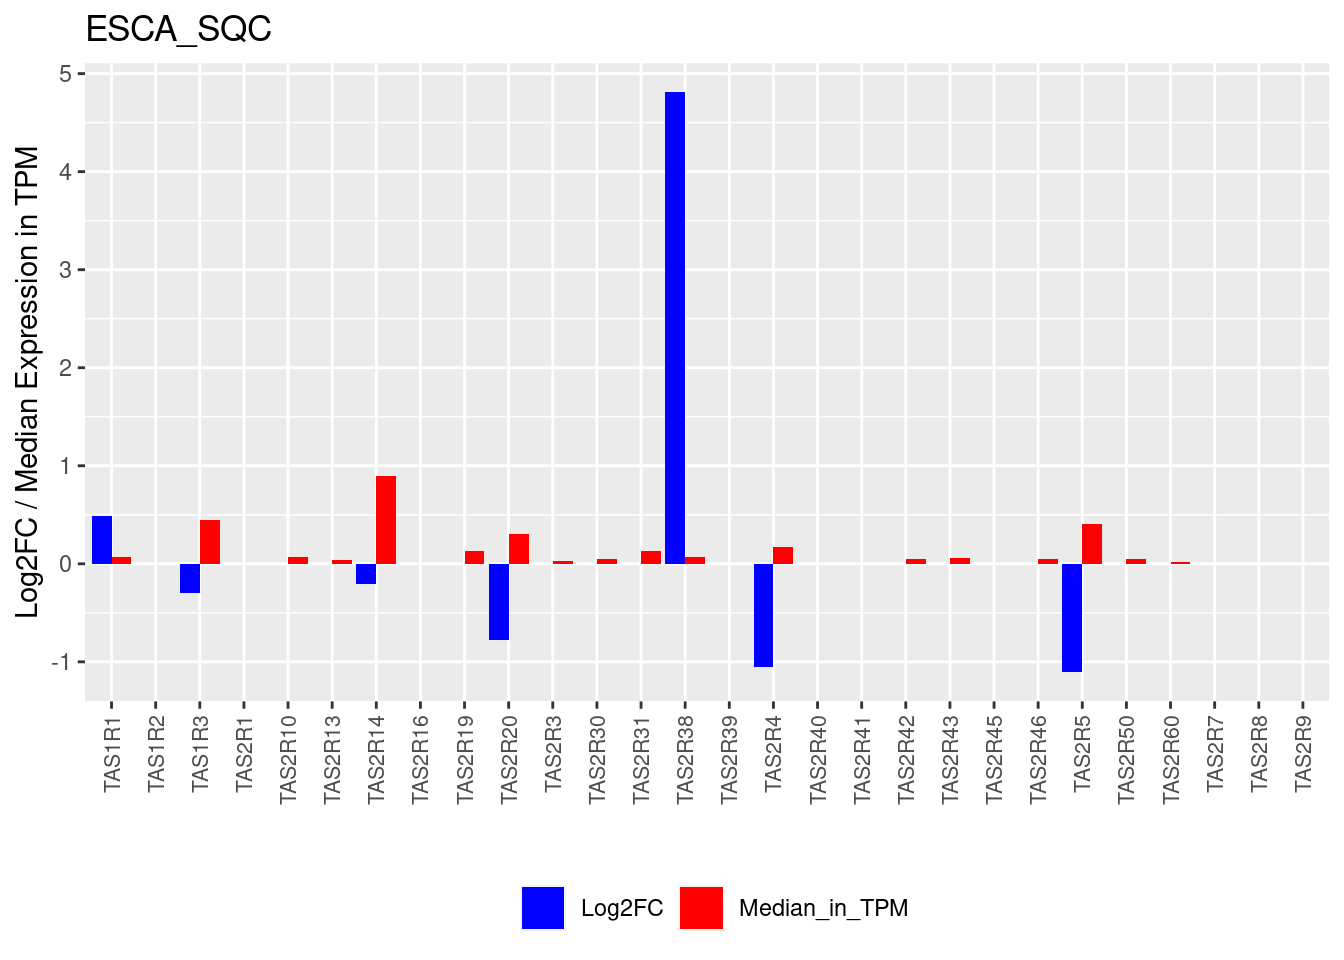 ESCA_SQC
Log2FC / Median Expression in TPM
5
4
3
2
1
0
-1
TAS1R1
TAS1R2
TAS1R3
TAS2R1
TAS2R10
TAS2R13
TAS2R14
TAS2R16
TAS2R19
TAS2R20
TAS2R3
TAS2R30
TAS2R31
TAS2R38
TAS2R39
TAS2R4
TAS2R40
TAS2R41
TAS2R42
TAS2R43
TAS2R45
TAS2R46
TAS2R5
TAS2R50
TAS2R60
TAS2R7
TAS2R8
TAS2R9
Log2FC
Median_in_TPM